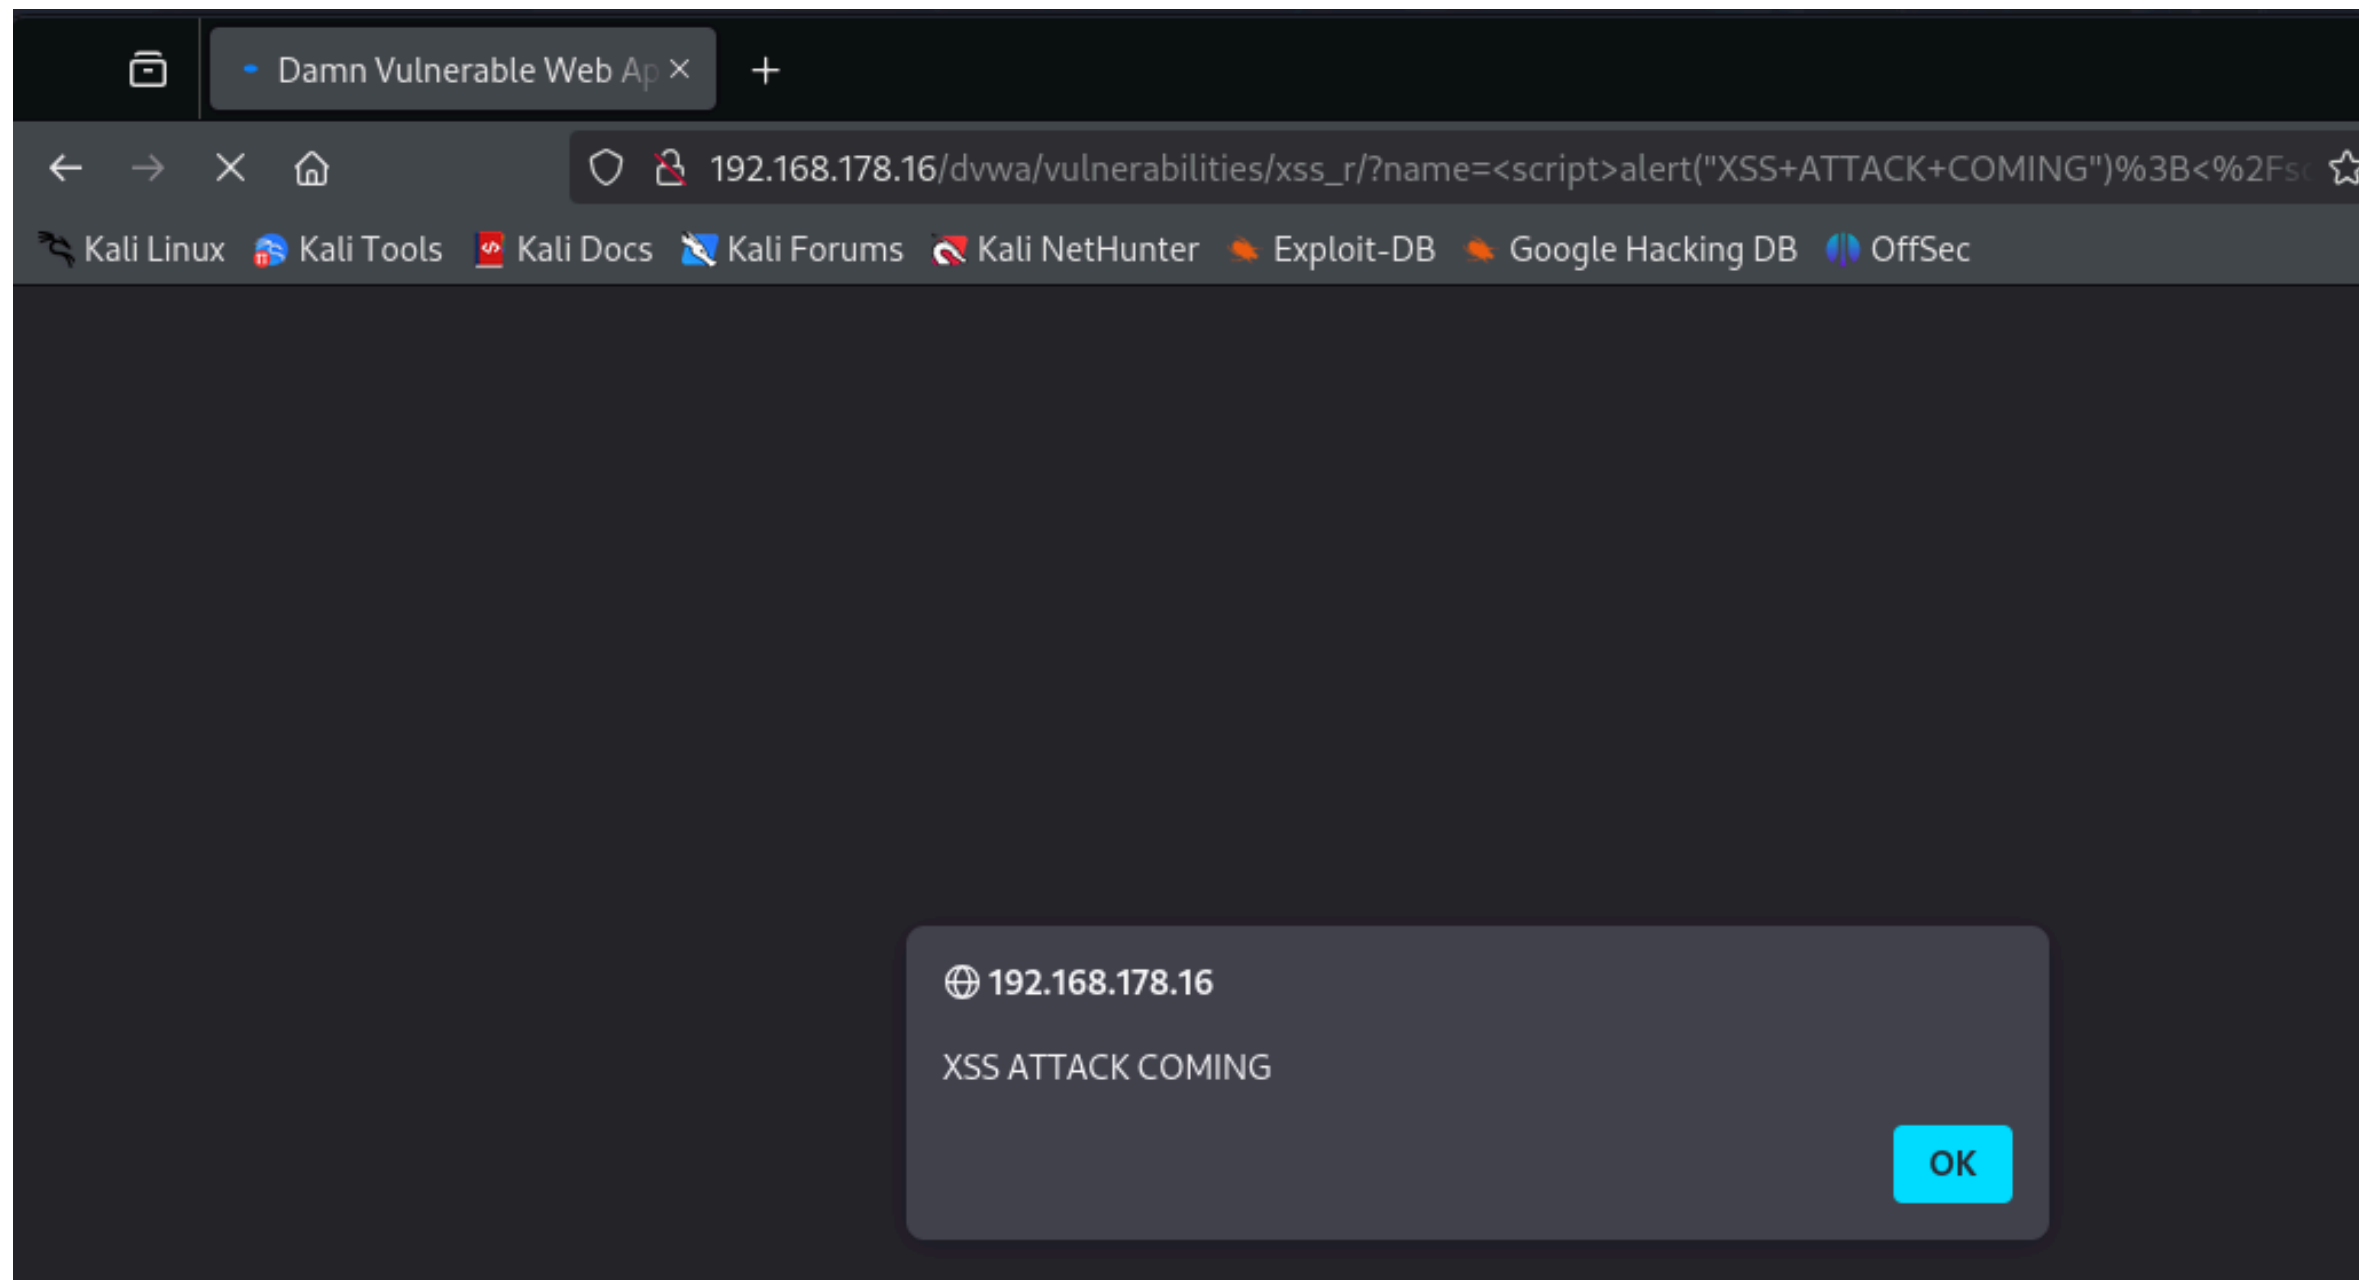 Damn Vulnerable Web Ap
192.168.178.16/dvwa/vulnerabilities/xss_r/?name=<script>alert("XSS+ATTACK+COMING")%3B<%2Fsc
Kali Linux Kali Tools Kali Docs Kali Forums Kali NetHunter Exploit-DB Google Hacking DB OffSec
192.168.178.16
XSS ATTACK COMING
OK